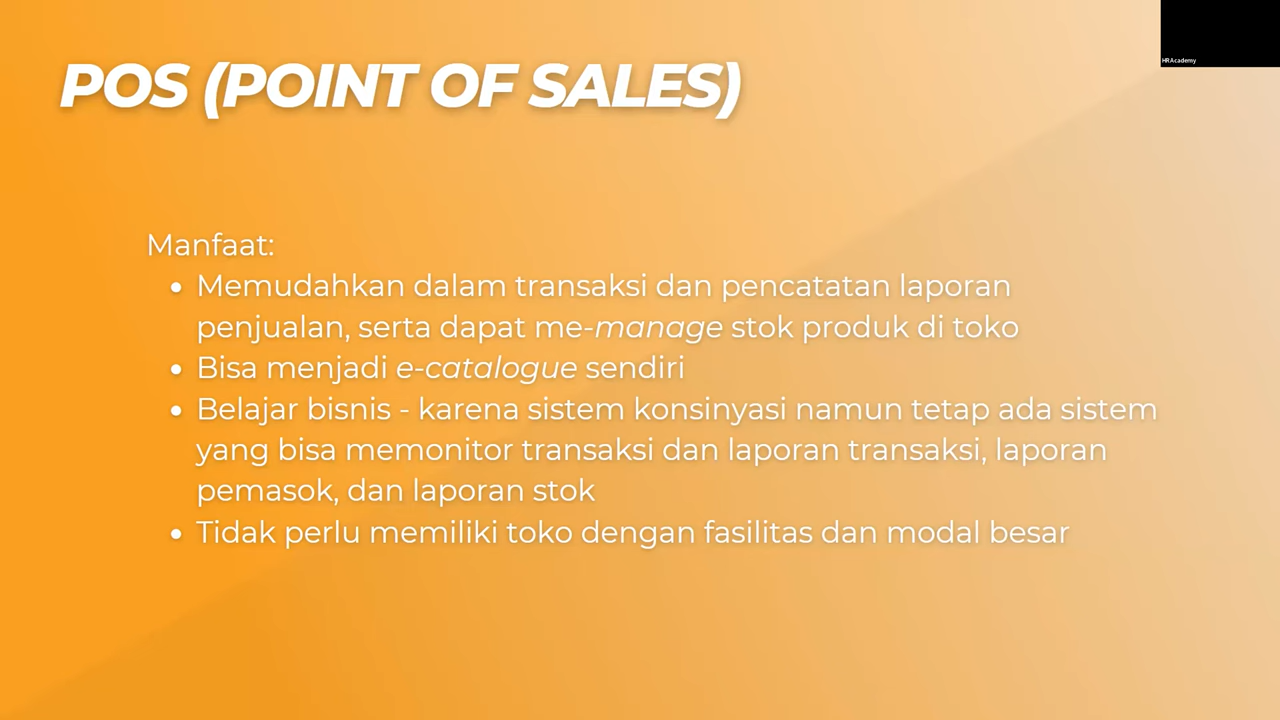 HRAcademy
POS (POINT OF SALES)
Manfaat:
• Memudahkan dalam transaksi dan pencatatan laporan
penjualan, serta dapat me-manage stok produk di toko
• Bisa menjadi e-catalogue sendiri
• Belajar bisnis - karena sistem konsinyasi namun tetap ada sistem
yang bisa memonitor transaksi dan laporan transaksi, laporan
pemasok, dan laporan stok
• Tidak perlu memiliki toko dengan fasilitas dan modal besar